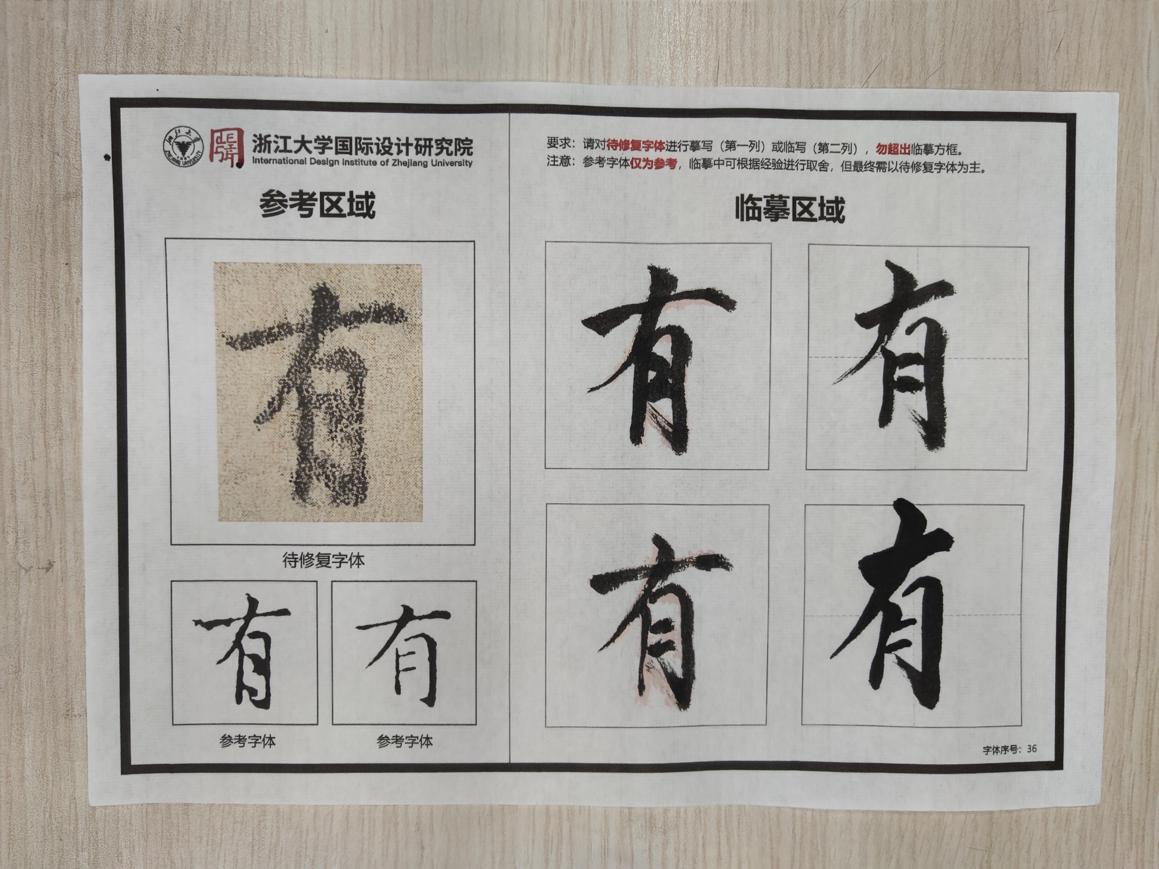 浙江大学国际设计研究院
International Design Institute of Zhejiang University
要求：请对待修复字体进行摹写（第一列）或临写（第二列），勿超出临摹方框。
注意：参考字体仅为参考，临摹中可根据经验进行取舍，但最终需以待修复字体为主。
参考区域
临摹区域
有
待修复字体
有 有
参考字体 参考字体
有 有
有 有
字体序号：36